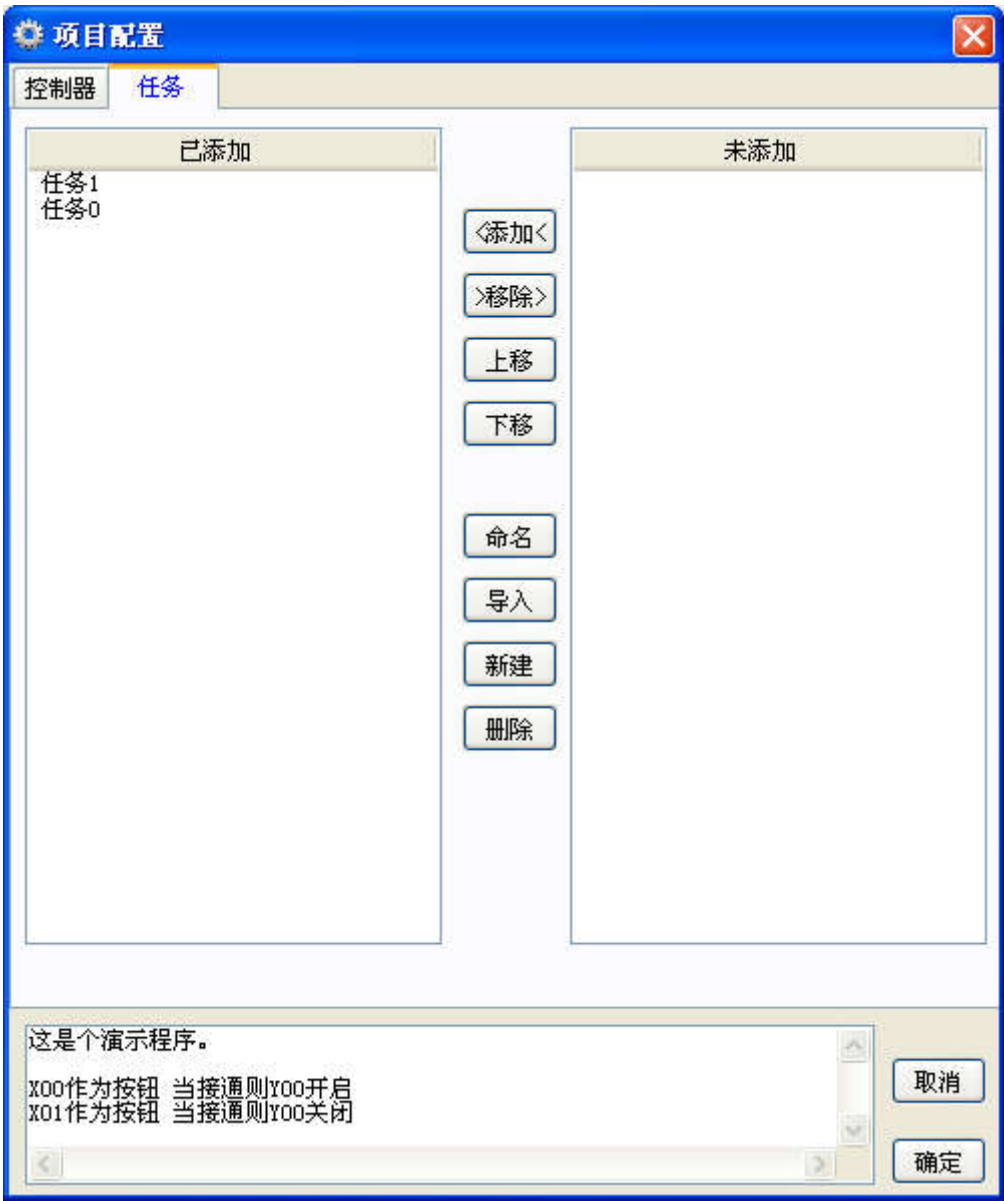 项目配置
控制器
任务
已添加
任务1
任务0
<添加<
>移除>
上移
下移
命名
导入
新建
删除
未添加
这是个演示程序。
X00作为按钮 当接通则Y00开启
X01作为按钮 当接通则Y00关闭
取消
确定